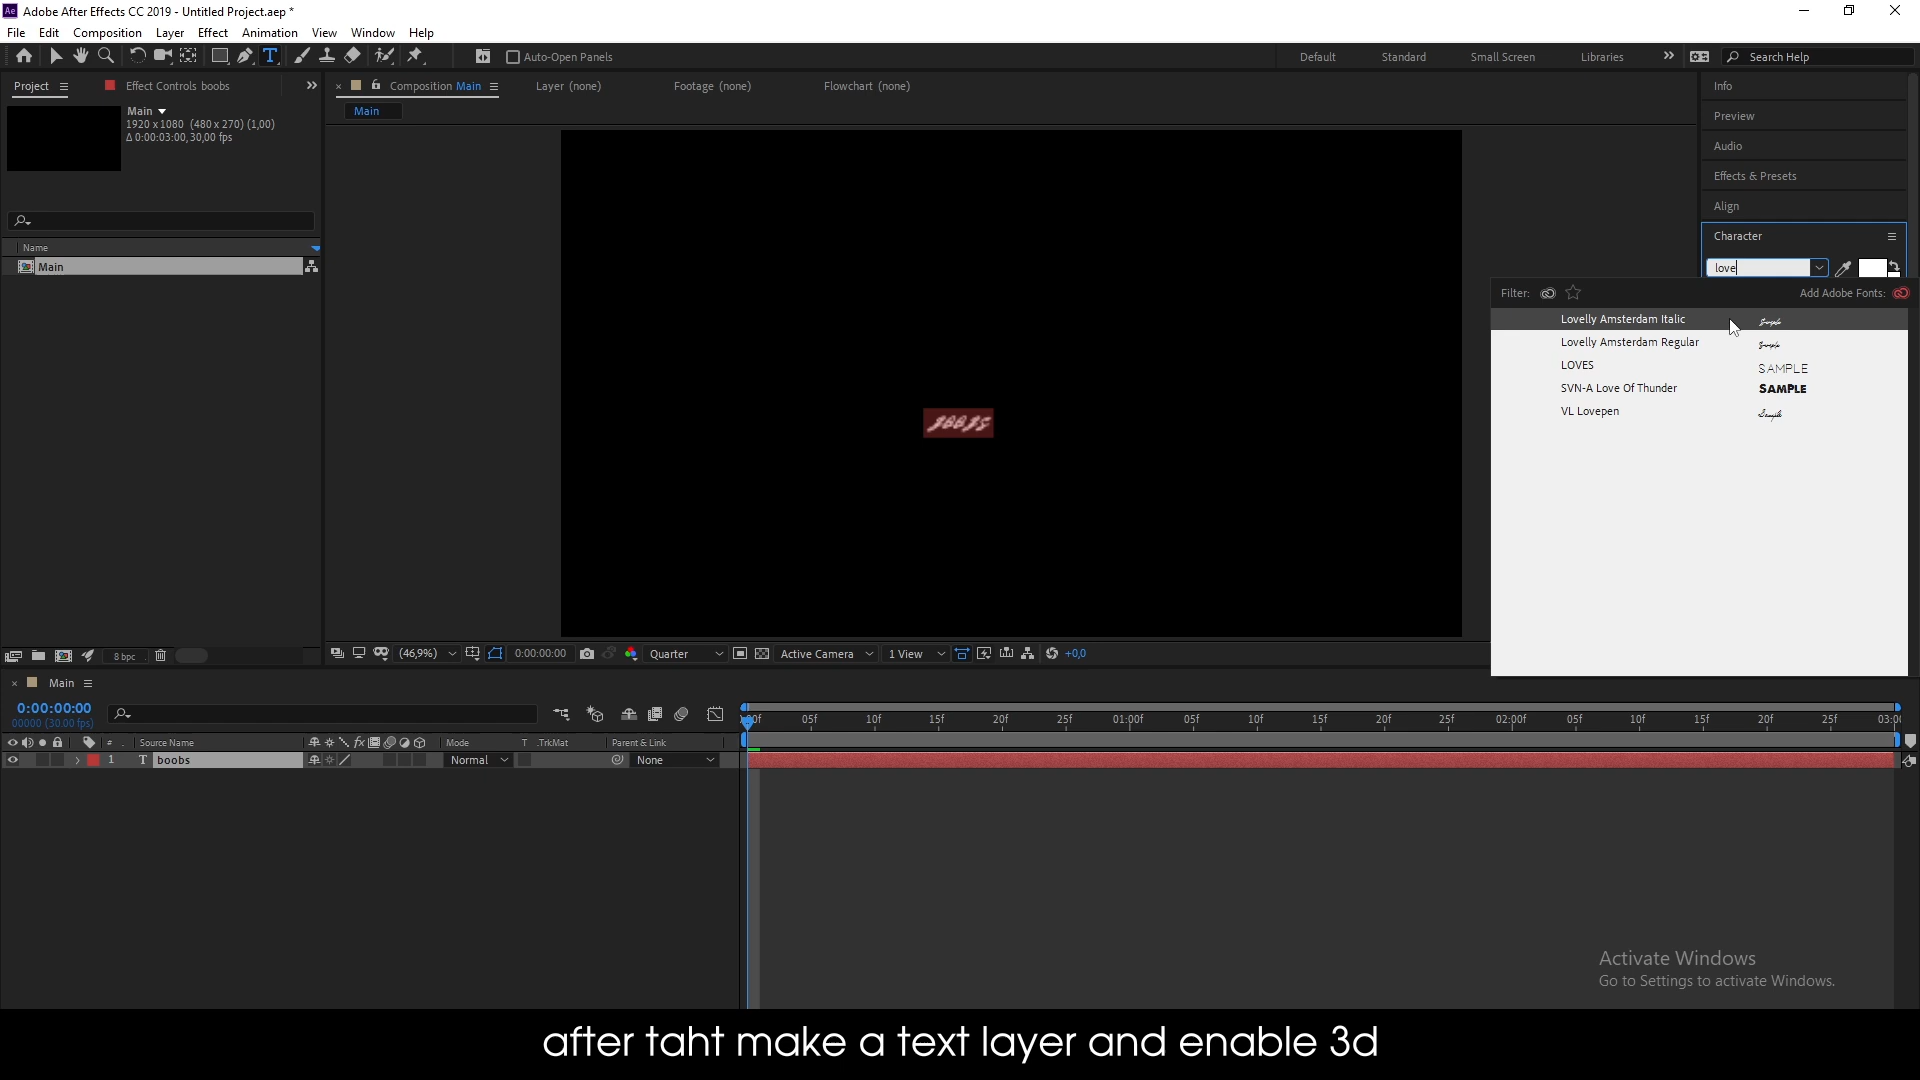 Ae Adobe After Effects CC 2019 - Untitled Project.aep *
File Edit Composition Layer Effect Animation View Window Help
T Auto-Open Panels Default Standard Small Screen Libraries Search Help
Project Effect Controls boobs Composition Main Layer (none) Footage (none) Flowchart (none) Info
Main
1920 x 1080 (480 x 270) (1,00)
Δ 0:00:03:00, 30,00 fps
Main
Preview
Audio
Effects & Presets
Align
Character
love
Name
Main
Filter: Add Adobe Fonts:
Lovelly Amsterdam Italic Sample
Lovelly Amsterdam Regular Sample
LOVES SAMPLE
SVN-A Love Of Thunder SAMPLE
VL Lovepen Sample
8 bpc (46,9%) 0:00:00:00 Quarter Active Camera 1 View +0,0
Main
0:00:00:00
00000 (30.00 fps)
05f 10f 15f 20f 25f 01:00f 05f 10f 15f 20f 25f 02:00f 05f 10f 15f 20f 25f
# Source Name fx Mode T .TrkMat Parent & Link
1 T boobs Normal None
Activate Windows
Go to Settings to activate Windows.
after taht make a text layer and enable 3d